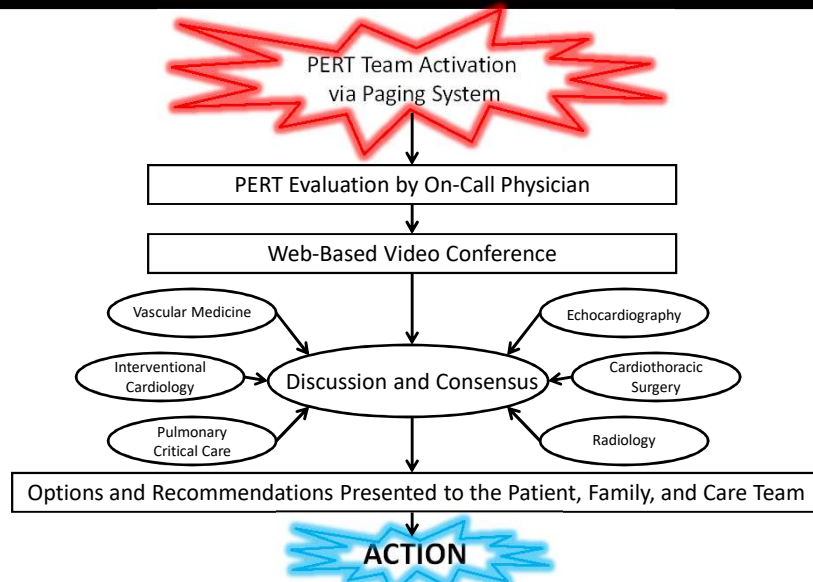 PERT Team Activation
via Paging System
PERT Evaluation by On-Call Physician
Web-Based Video Conference
Vascular Medicine
Echocardiography
Interventional
Cardiology
Discussion and Consensus
Cardiothoracic
Surgery
Pulmonary
Critical Care
Radiology
Options and Recommendations Presented to the Patient, Family, and Care Team
ACTION